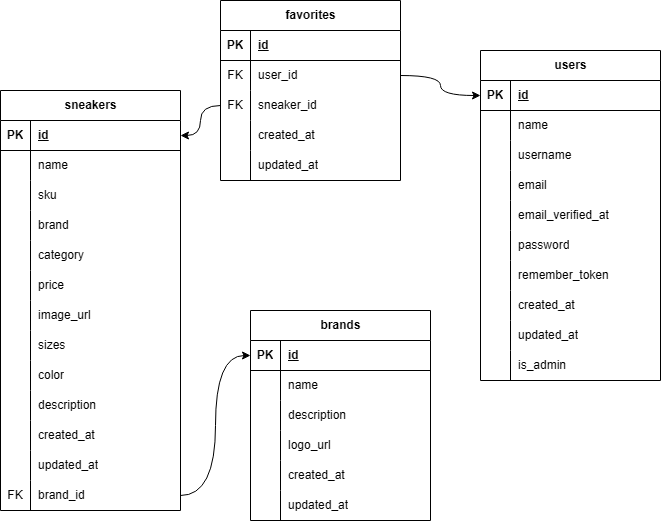 favorites
PK id
FK user_id
FK sneaker_id
created_at
updated_at
users
PK id
name
username
email
email_verified_at
password
remember_token
created_at
updated_at
is_admin
sneakers
PK id
name
sku
brand
category
price
image_url
sizes
color
description
created_at
updated_at
FK brand_id
brands
PK id
name
description
logo_url
created_at
updated_at